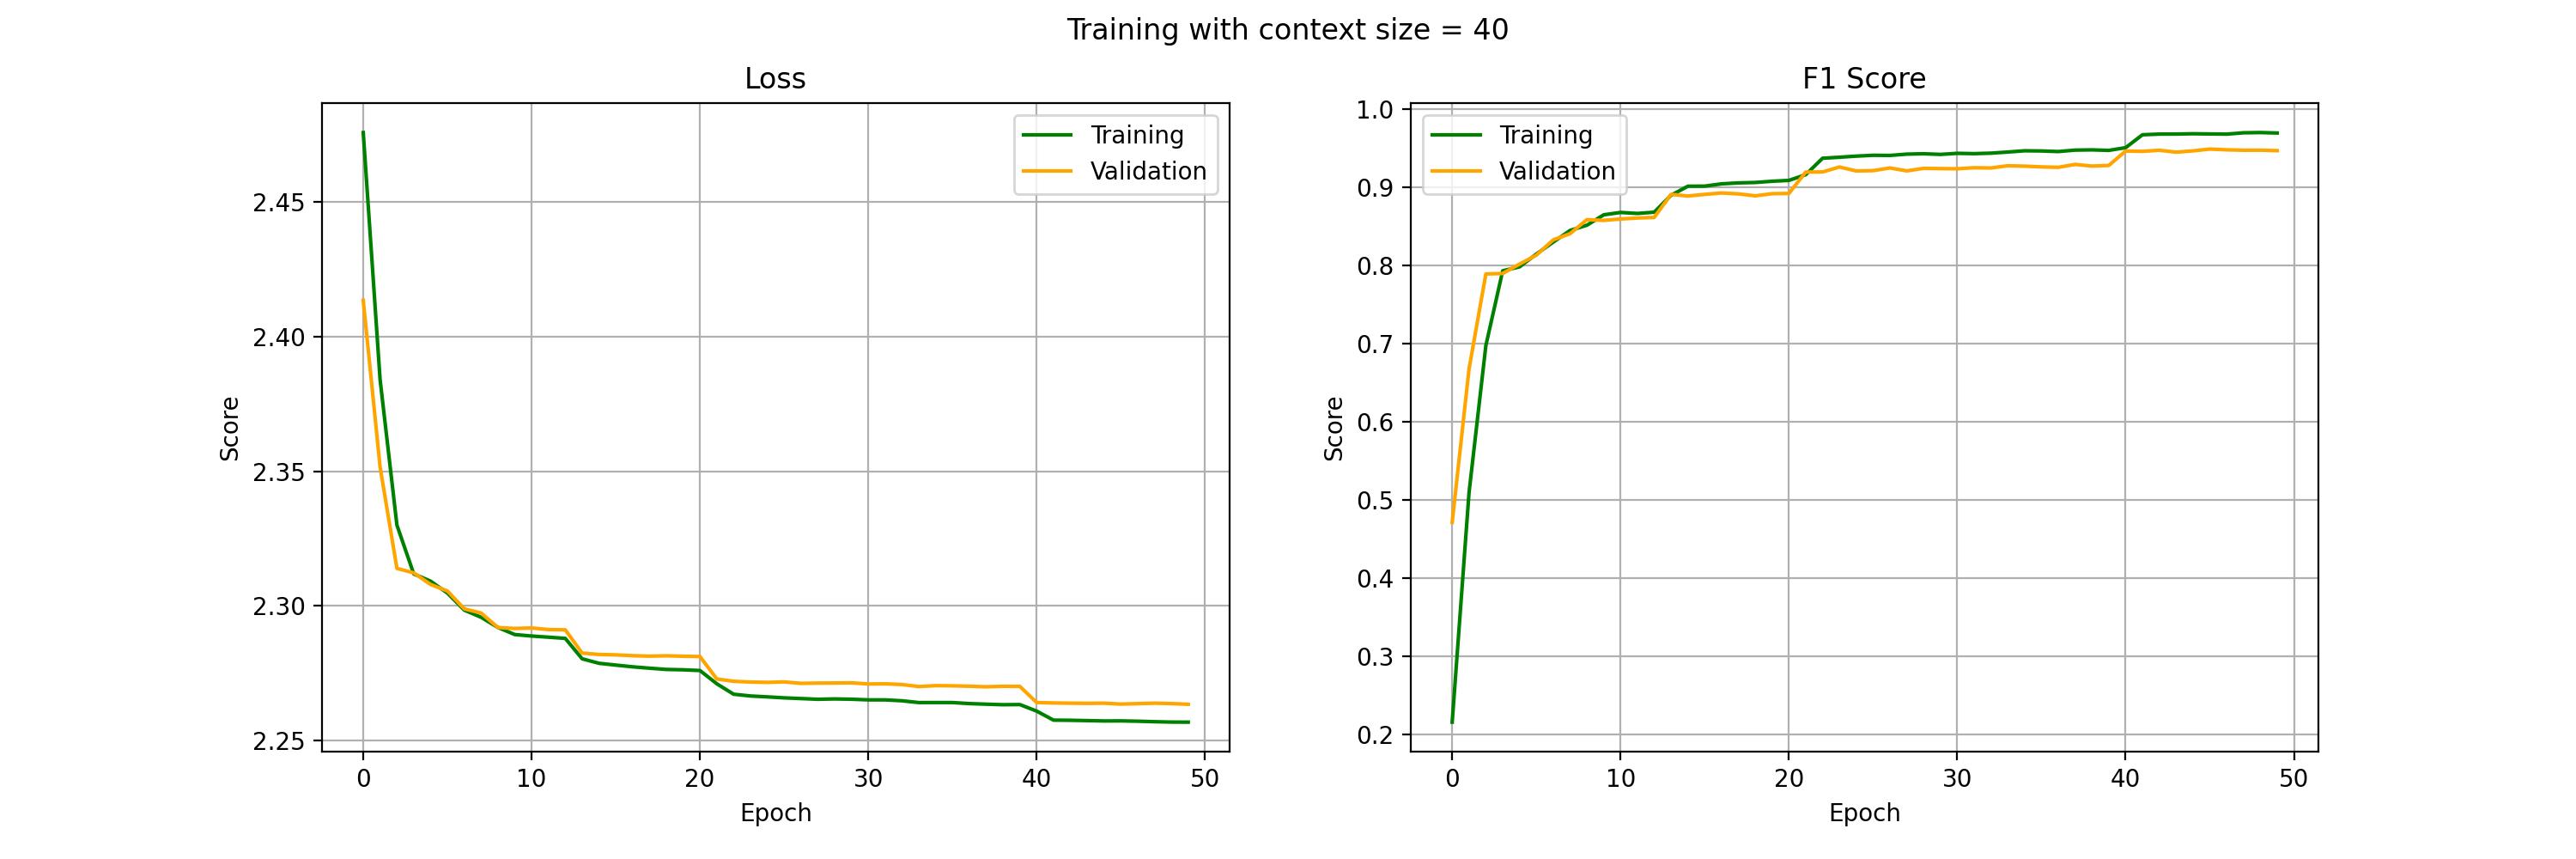 Training with context size = 40
Loss
Training
Validation
2.45
2.40
2.35
2.30
2.25
Score
0 10 20 30 40 50
Epoch
F1 Score
Training
Validation
1.0
0.9
0.8
0.7
0.6
0.5
0.4
0.3
0.2
Score
0 10 20 30 40 50
Epoch